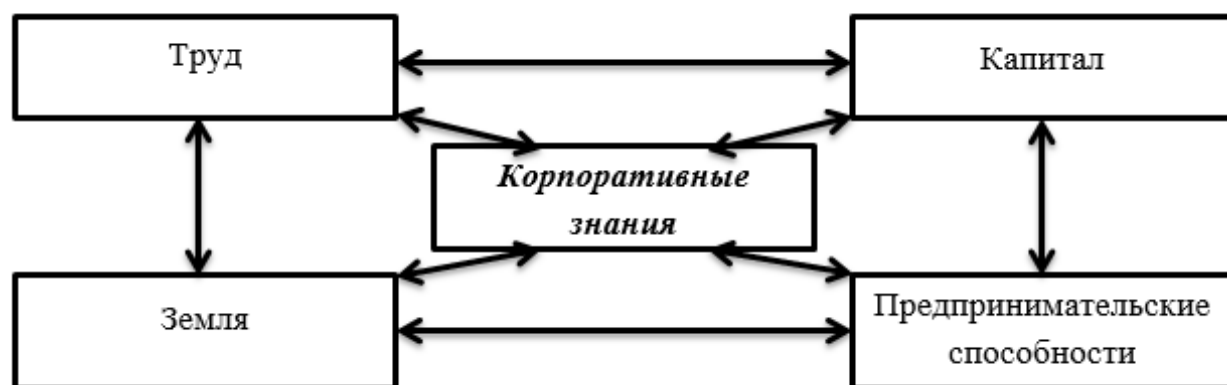 Труд
Капитал
Корпоративные
знания
Земля
Предпринимательские
способности